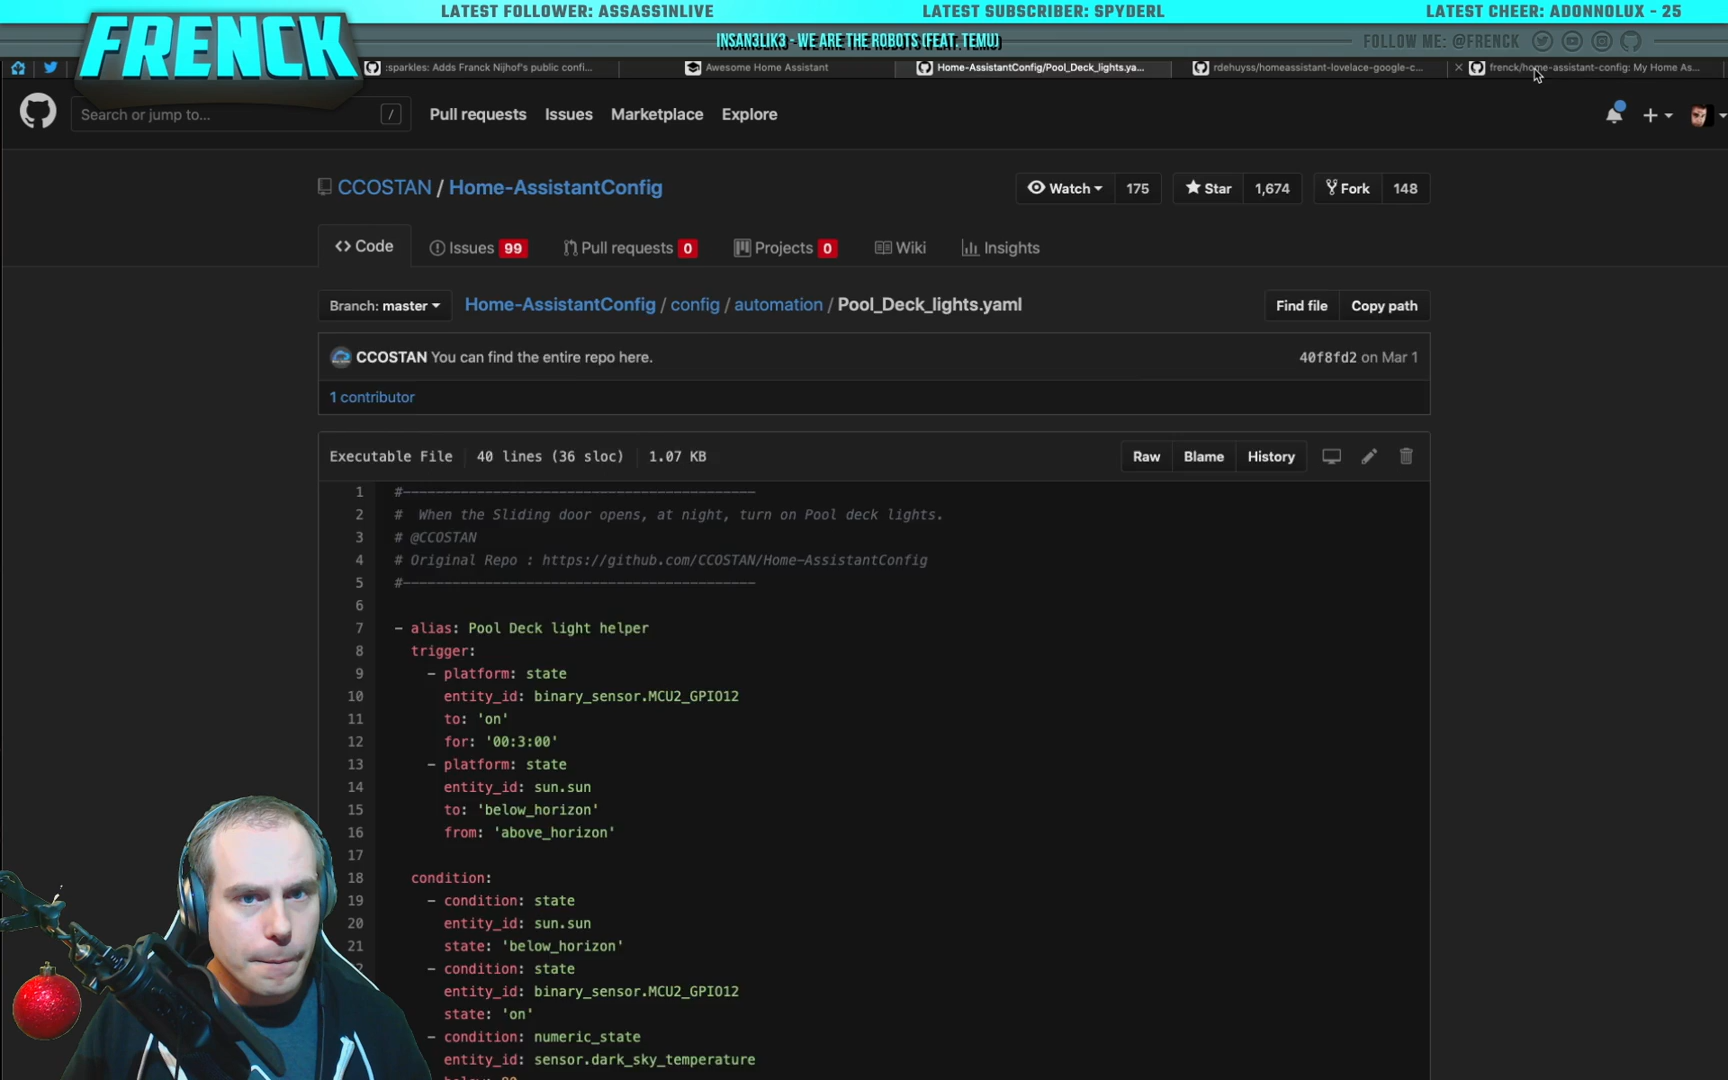 LATEST FOLLOWER: ASSASS1NLIVE
LATEST SUBSCRIBER: SPYDERL
LATEST CHEER: ADONNOLUX - 25
FRENCK
INSAN3LIK3 - WE ARE THE ROBOTS (FEAT. TEMU)
FOLLOW ME: @FRENCK
:sparkles: Adds Franck Nijhof's public confi...
Awesome Home Assistant
Home-AssistantConfig/Pool_Deck_lights.ya...
rdehuyss/homeassistant-lovelace-google-c...
frenck/home-assistant-config: My Home As...
Search or jump to... /
Pull requests
Issues
Marketplace
Explore
CCOSTAN / Home-AssistantConfig
Watch 175
Star 1,674
Fork 148
Code
Issues 99
Pull requests 0
Projects 0
Wiki
Insights
Branch: master
Home-AssistantConfig / config / automation / Pool_Deck_lights.yaml
Find file
Copy path
CCOSTAN You can find the entire repo here.
40f8fd2 on Mar 1
1 contributor
Executable File 40 lines (36 sloc) 1.07 KB
Raw
Blame
History
1 #-------------------------------------------
2 # When the Sliding door opens, at night, turn on Pool deck lights.
3 # @CCOSTAN
4 # Original Repo : https://github.com/CCOSTAN/Home-AssistantConfig
5 #-------------------------------------------
6
7 - alias: Pool Deck light helper
8 trigger:
9 - platform: state
10 entity_id: binary_sensor.MCU2_GPIO12
11 to: 'on'
12 for: '00:3:00'
13 - platform: state
14 entity_id: sun.sun
15 to: 'below_horizon'
16 from: 'above_horizon'
17
18 condition:
19 - condition: state
20 entity_id: sun.sun
21 state: 'below_horizon'
- condition: state
entity_id: binary_sensor.MCU2_GPIO12
state: 'on'
- condition: numeric_state
entity_id: sensor.dark_sky_temperature